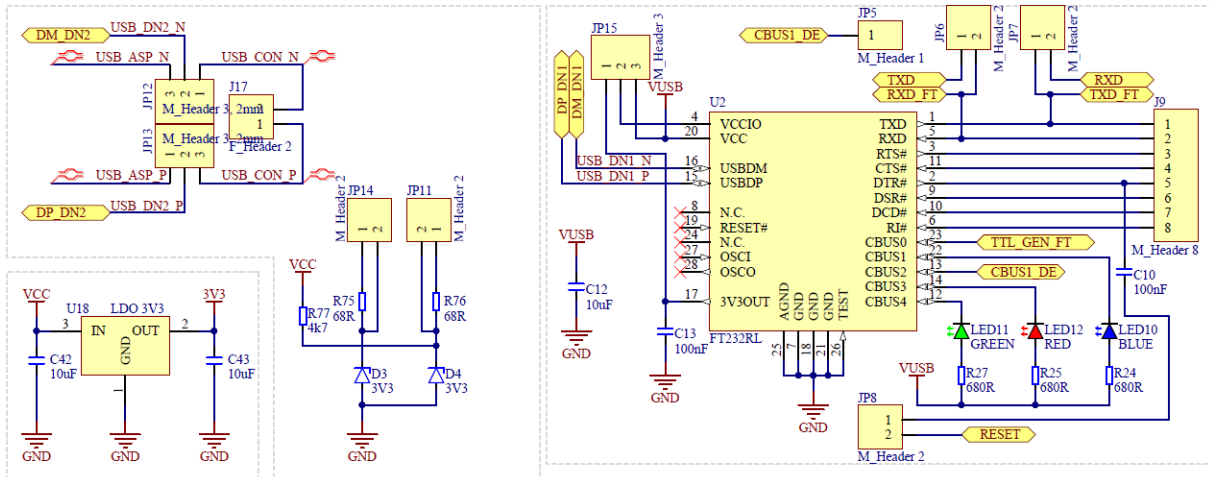 DM_DN2
USB_DN2_N
USB_ASP_N
USB_CON_N
JP12
3
2
1
M_Header 3, 2mm
J17
2
1
F_Header 2
JP13
M_Header 3, 2mm
1
2
3
USB_ASP_P
USB_CON_P
DP_DN2
USB_DN2_P
JP14
1
2
M_Header 2
JP11
2
1
M_Header 2
VCC
R77
4k7
R75
68R
R76
68R
D3
3V3
D4
3V3
GND
VCC
U18
LDO 3V3
3V3
3
IN
OUT
2
GND
1
C42
10uF
C43
10uF
GND
GND
GND
JP15
1
2
3
M_Header 3
VUSB
DP_DN1
DM_DN1
USB_DN1_N
USB_DN1_P
VUSB
C12
10uF
GND
C13
100nF
GND
CBUS1_DE
JP5
1
M_Header 1
JP6
1
2
M_Header 2
JP7
1
2
M_Header 2
TXD
RXD_FT
RXD
TXD_FT
U2
4
VCCIO
20
VCC
16
USBDM
15
USBDP
8
N.C.
19
RESET#
24
N.C.
27
OSCI
28
OSCO
17
3V3OUT
FT232RL
AGND
GND
GND
GND
TEST
25
7
18
21
26
GND
TXD
1
RXD
5
RTS#
3
CTS#
11
DTR#
2
DSR#
9
DCD#
10
RI#
6
CBUS0
23
CBUS1
22
CBUS2
13
CBUS3
14
CBUS4
12
TTL_GEN_FT
CBUS1_DE
J9
1
2
3
4
5
6
7
8
M_Header 8
C10
100nF
LED11
GREEN
LED12
RED
LED10
BLUE
R27
680R
R25
680R
R24
680R
VUSB
JP8
1
2
M_Header 2
RESET